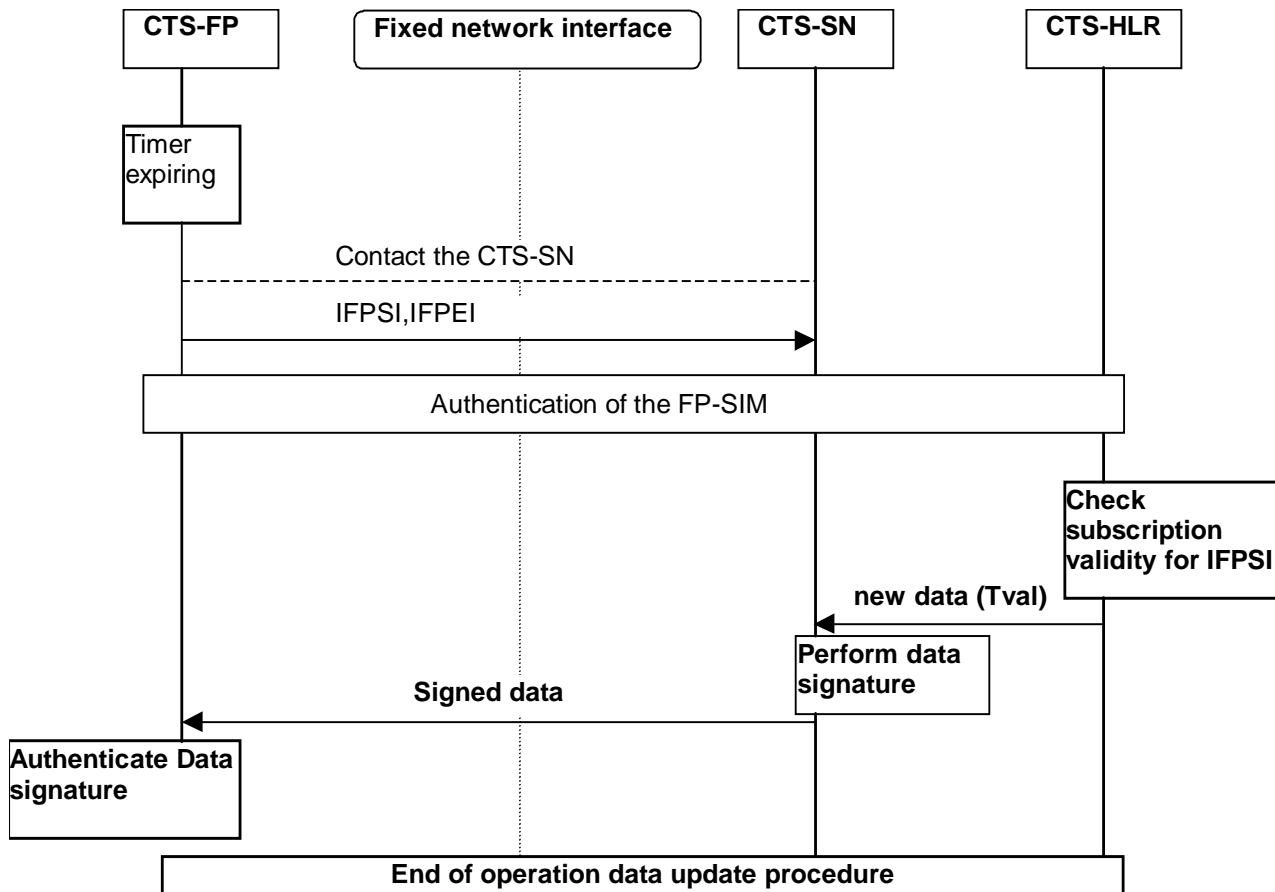 CTS-FP
Fixed network interface
CTS-SN
CTS-HLR
Timer
expiring
Contact the CTS-SN
IFPSI,IFPEI
Authentication of the FP-SIM
Check
subscription
validity for IFPSI
new data (Tval)
Perform data
signature
Signed data
Authenticate Data
signature
End of operation data update procedure